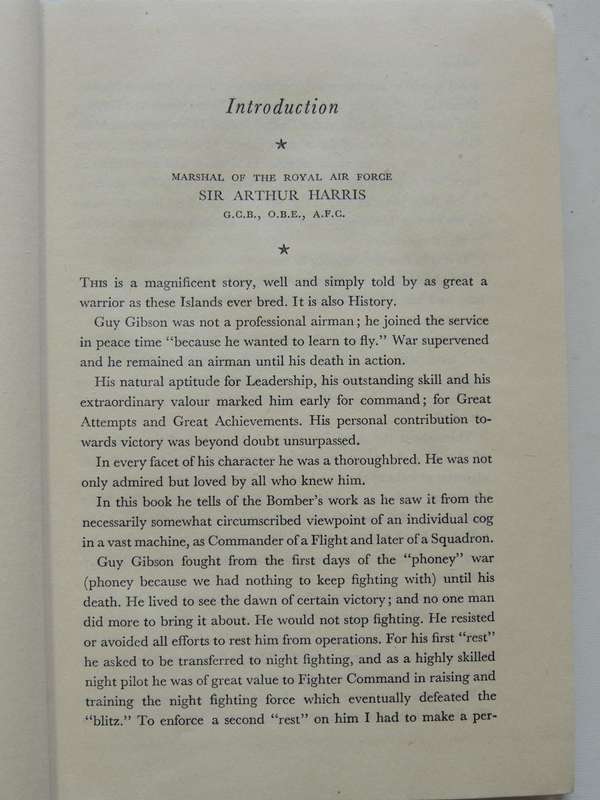 Introduction
★
MARSHAL OF THE ROYAL AIR FORCE
SIR ARTHUR HARRIS
G.C.B., O.B.E., A.F.C.
★
THIS is a magnificent story, well and simply told by as great a
warrior as these Islands ever bred. It is also History.
Guy Gibson was not a professional airman; he joined the service
in peace time "because he wanted to learn to fly." War supervened
and he remained an airman until his death in action.
His natural aptitude for Leadership, his outstanding skill and his
extraordinary valour marked him early for command; for Great
Attempts and Great Achievements. His personal contribution to-
wards victory was beyond doubt unsurpassed.
In every facet of his character he was a thoroughbred. He was not
only admired but loved by all who knew him.
In this book he tells of the Bomber's work as he saw it from the
necessarily somewhat circumscribed viewpoint of an individual cog
in a vast machine, as Commander of a Flight and later of a Squadron.
Guy Gibson fought from the first days of the "phoney" war
(phoney because we had nothing to keep fighting with) until his
death. He lived to see the dawn of certain victory; and no one man
did more to bring it about. He would not stop fighting. He resisted
or avoided all efforts to rest him from operations. For his first "rest"
he asked to be transferred to night fighting, and as a highly skilled
night pilot he was of great value to Fighter Command in raising and
training the night fighting force which eventually defeated the
"blitz." To enforce a second "rest" on him I had to make a per-